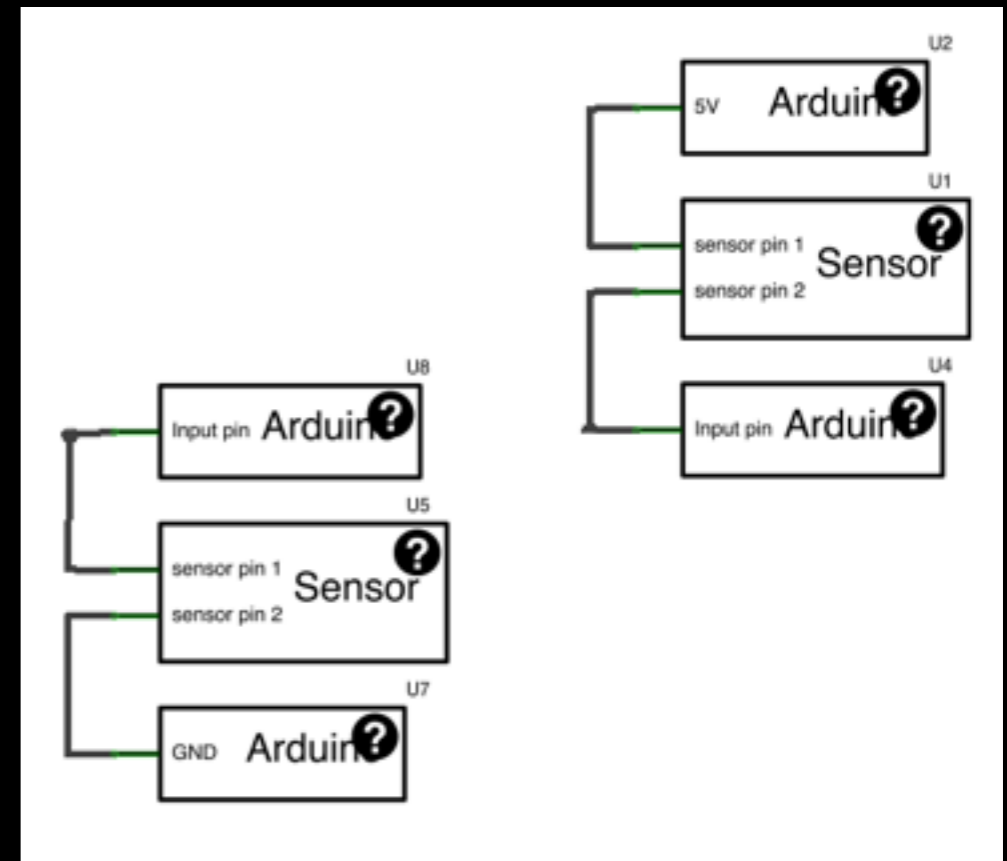 U2
5V Arduin
U1
sensor pin 1
Sensor
sensor pin 2
U4
Input pin Arduin
U8
Input pin Arduin
U5
sensor pin 1
Sensor
sensor pin 2
U7
GND Arduin